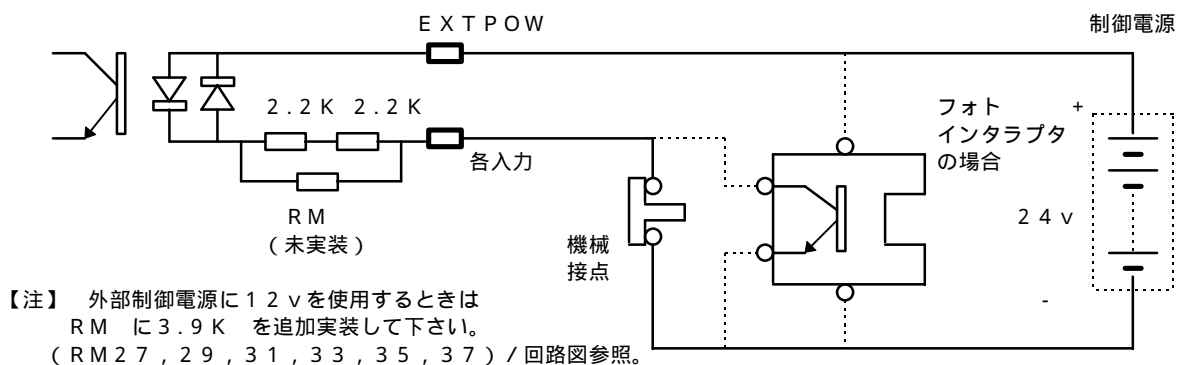 ＥＸＴＰＯＷ
制御電源
２.２Ｋ ２.２Ｋ
フォト
インタラプタ
の場合
+
各入力
２４ｖ
ＲＭ
（未実装）
機械
接点
-
【注】 外部制御電源に１２ｖを使用するときは
ＲＭ に３.９Ｋ を追加実装して下さい。
（ＲＭ２７，２９，３１，３３，３５，３７）/ 回路図参照。